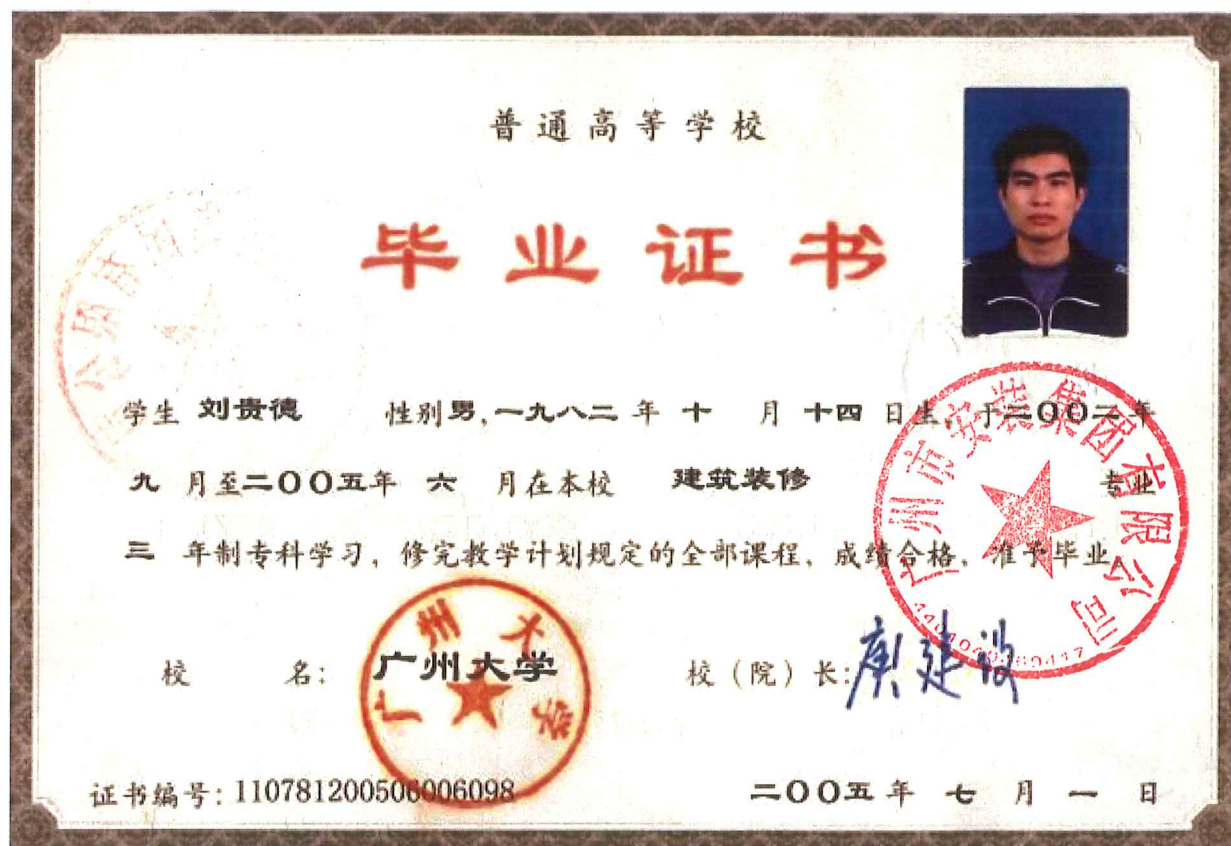 普通高等学校
毕业证书
学生 刘贵德 性别男,一九八二 年 十 月 十四 日生，于二〇〇二年
九 月至二〇〇五年 六 月在本校 建筑装修 专业
三 年制专科学习，修完教学计划规定的全部课程，成绩合格，准予毕业。
广州市安装集团有限公司
校 名： 广州大学
广州大学
校（院）长： 庾建设
证书编号：110781200506006098
二〇〇五年 七 月 一 日